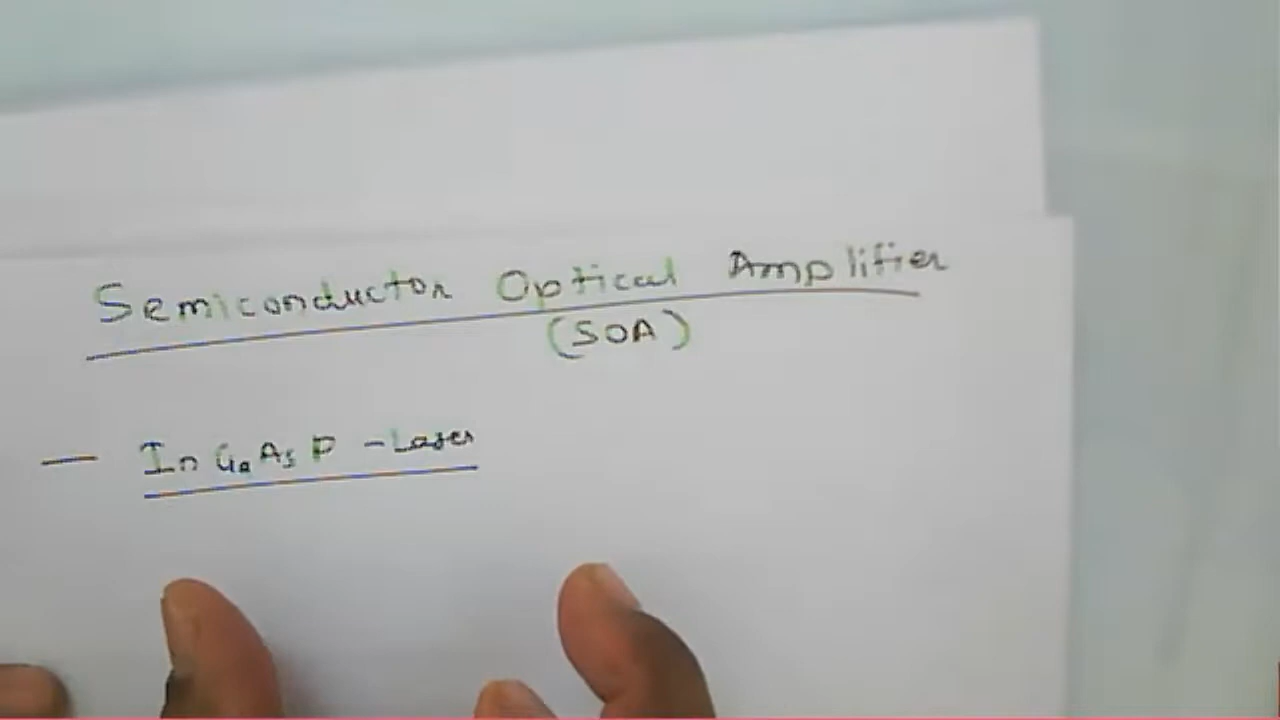 Semiconductor Optical Amplifier
(SOA)
— InGaAsP - Laser